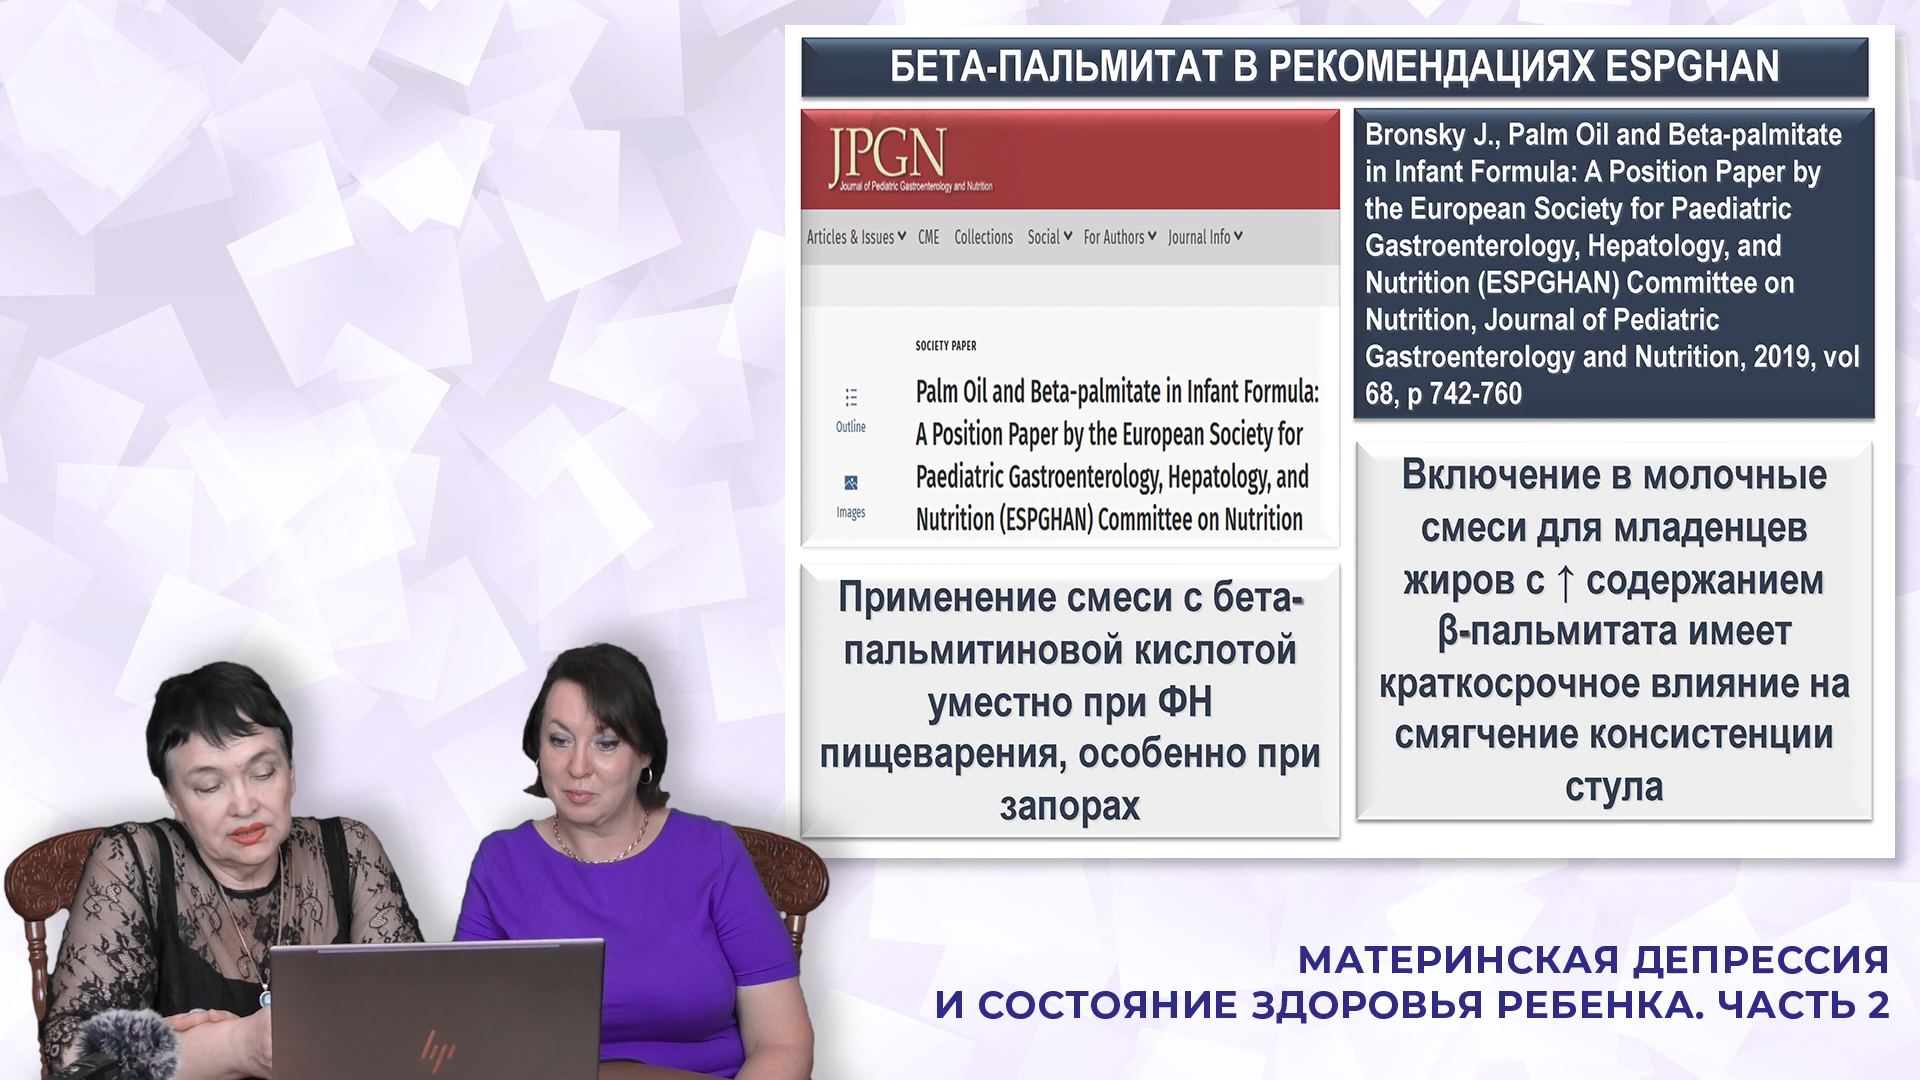 БЕТА-ПАЛЬМИТАТ В РЕКОМЕНДАЦИЯХ ESPGHAN
JPGN
Journal of Pediatric Gastroenterology and Nutrition
Articles & Issues CME Collections Social For Authors Journal Info
SOCIETY PAPER
Outline
Images
Palm Oil and Beta-palmitate in Infant Formula:
A Position Paper by the European Society for
Paediatric Gastroenterology, Hepatology, and
Nutrition (ESPGHAN) Committee on Nutrition
Bronsky J., Palm Oil and Beta-palmitate
in Infant Formula: A Position Paper by
the European Society for Paediatric
Gastroenterology, Hepatology, and
Nutrition (ESPGHAN) Committee on
Nutrition, Journal of Pediatric
Gastroenterology and Nutrition, 2019, vol
68, p 742-760
Применение смеси с бета-
пальмитиновой кислотой
уместно при ФН
пищеварения, особенно при
запорах
Включение в молочные
смеси для младенцев
жиров с ↑ содержанием
β-пальмитата имеет
краткосрочное влияние на
смягчение консистенции
стула
МАТЕРИНСКАЯ ДЕПРЕССИЯ
И СОСТОЯНИЕ ЗДОРОВЬЯ РЕБЕНКА. ЧАСТЬ 2
hp